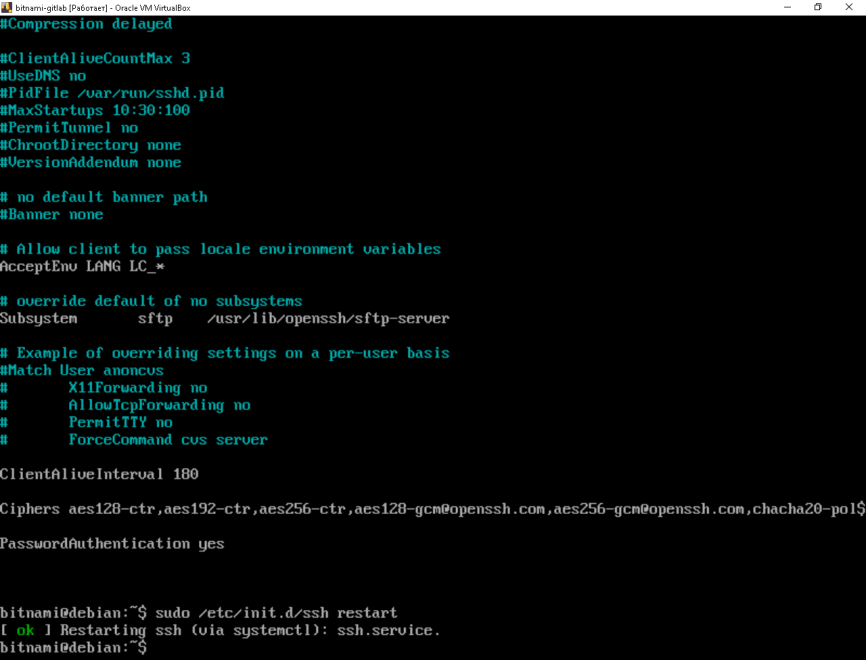 bitnami-gitlab [Работает] - Oracle VM VirtualBox
#Compression delayed
#ClientAliveCountMax 3
#UseDNS no
#PidFile /var/run/sshd.pid
#MaxStartups 10:30:100
#PermitTunnel no
#ChrootDirectory none
#VersionAddendum none
# no default banner path
#Banner none
# Allow client to pass locale environment variables
AcceptEnv LANG LC_*
# override default of no subsystems
Subsystem sftp /usr/lib/openssh/sftp-server
# Example of overriding settings on a per-user basis
#Match User anoncvs
# X11Forwarding no
# AllowTcpForwarding no
# PermitTTY no
# ForceCommand cvs server
ClientAliveInterval 180
Ciphers aes128-ctr,aes192-ctr,aes256-ctr,aes128-gcm@openssh.com,aes256-gcm@openssh.com,chacha20-pol$
PasswordAuthentication yes
bitnami@debian:~$ sudo /etc/init.d/ssh restart
[ ok ] Restarting ssh (via systemctl): ssh.service.
bitnami@debian:~$